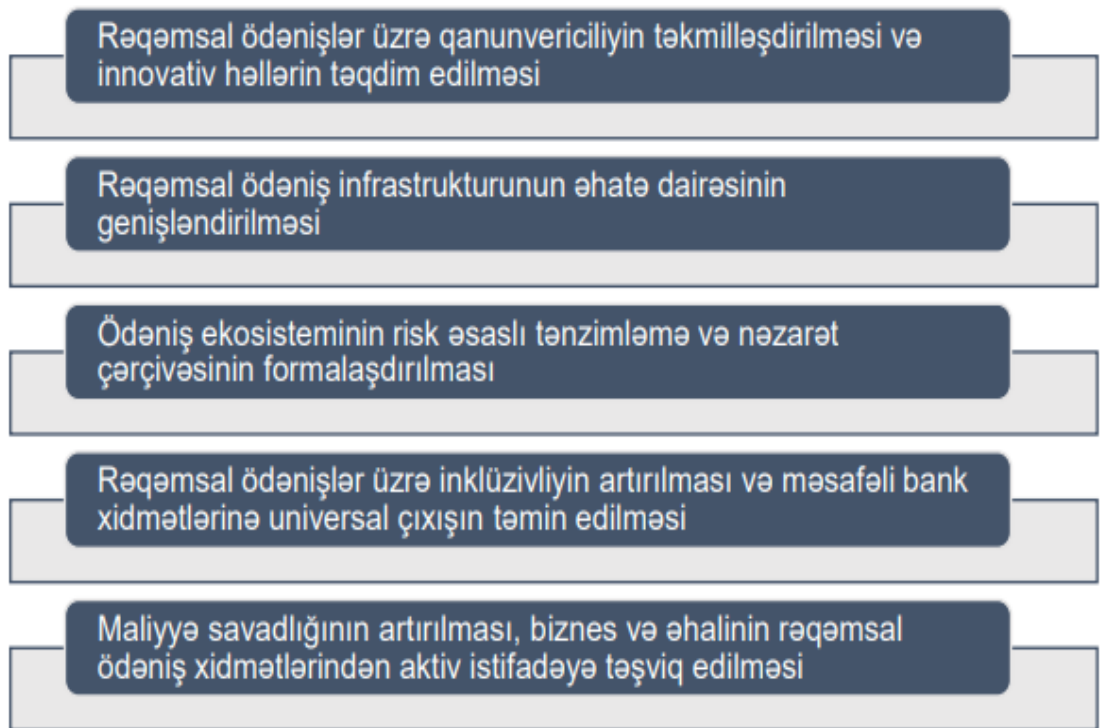 Rəqəmsal ödənişlər üzrə qanunvericiliyin təkmilləşdirilməsi və
innovativ həllərin təqdim edilməsi
Rəqəmsal ödəniş infrastrukturunun əhatə dairəsinin
genişləndirilməsi
Ödəniş ekosisteminin risk əsaslı tənzimləmə və nəzarət
çərçivəsinin formalaşdırılması
Rəqəmsal ödənişlər üzrə inklüzivliyin artırılması və məsafəli bank
xidmətlərinə universal çıxışın təmin edilməsi
Maliyyə savadlığının artırılması, biznes və əhalinin rəqəmsal
ödəniş xidmətlərindən aktiv istifadəyə təşviq edilməsi